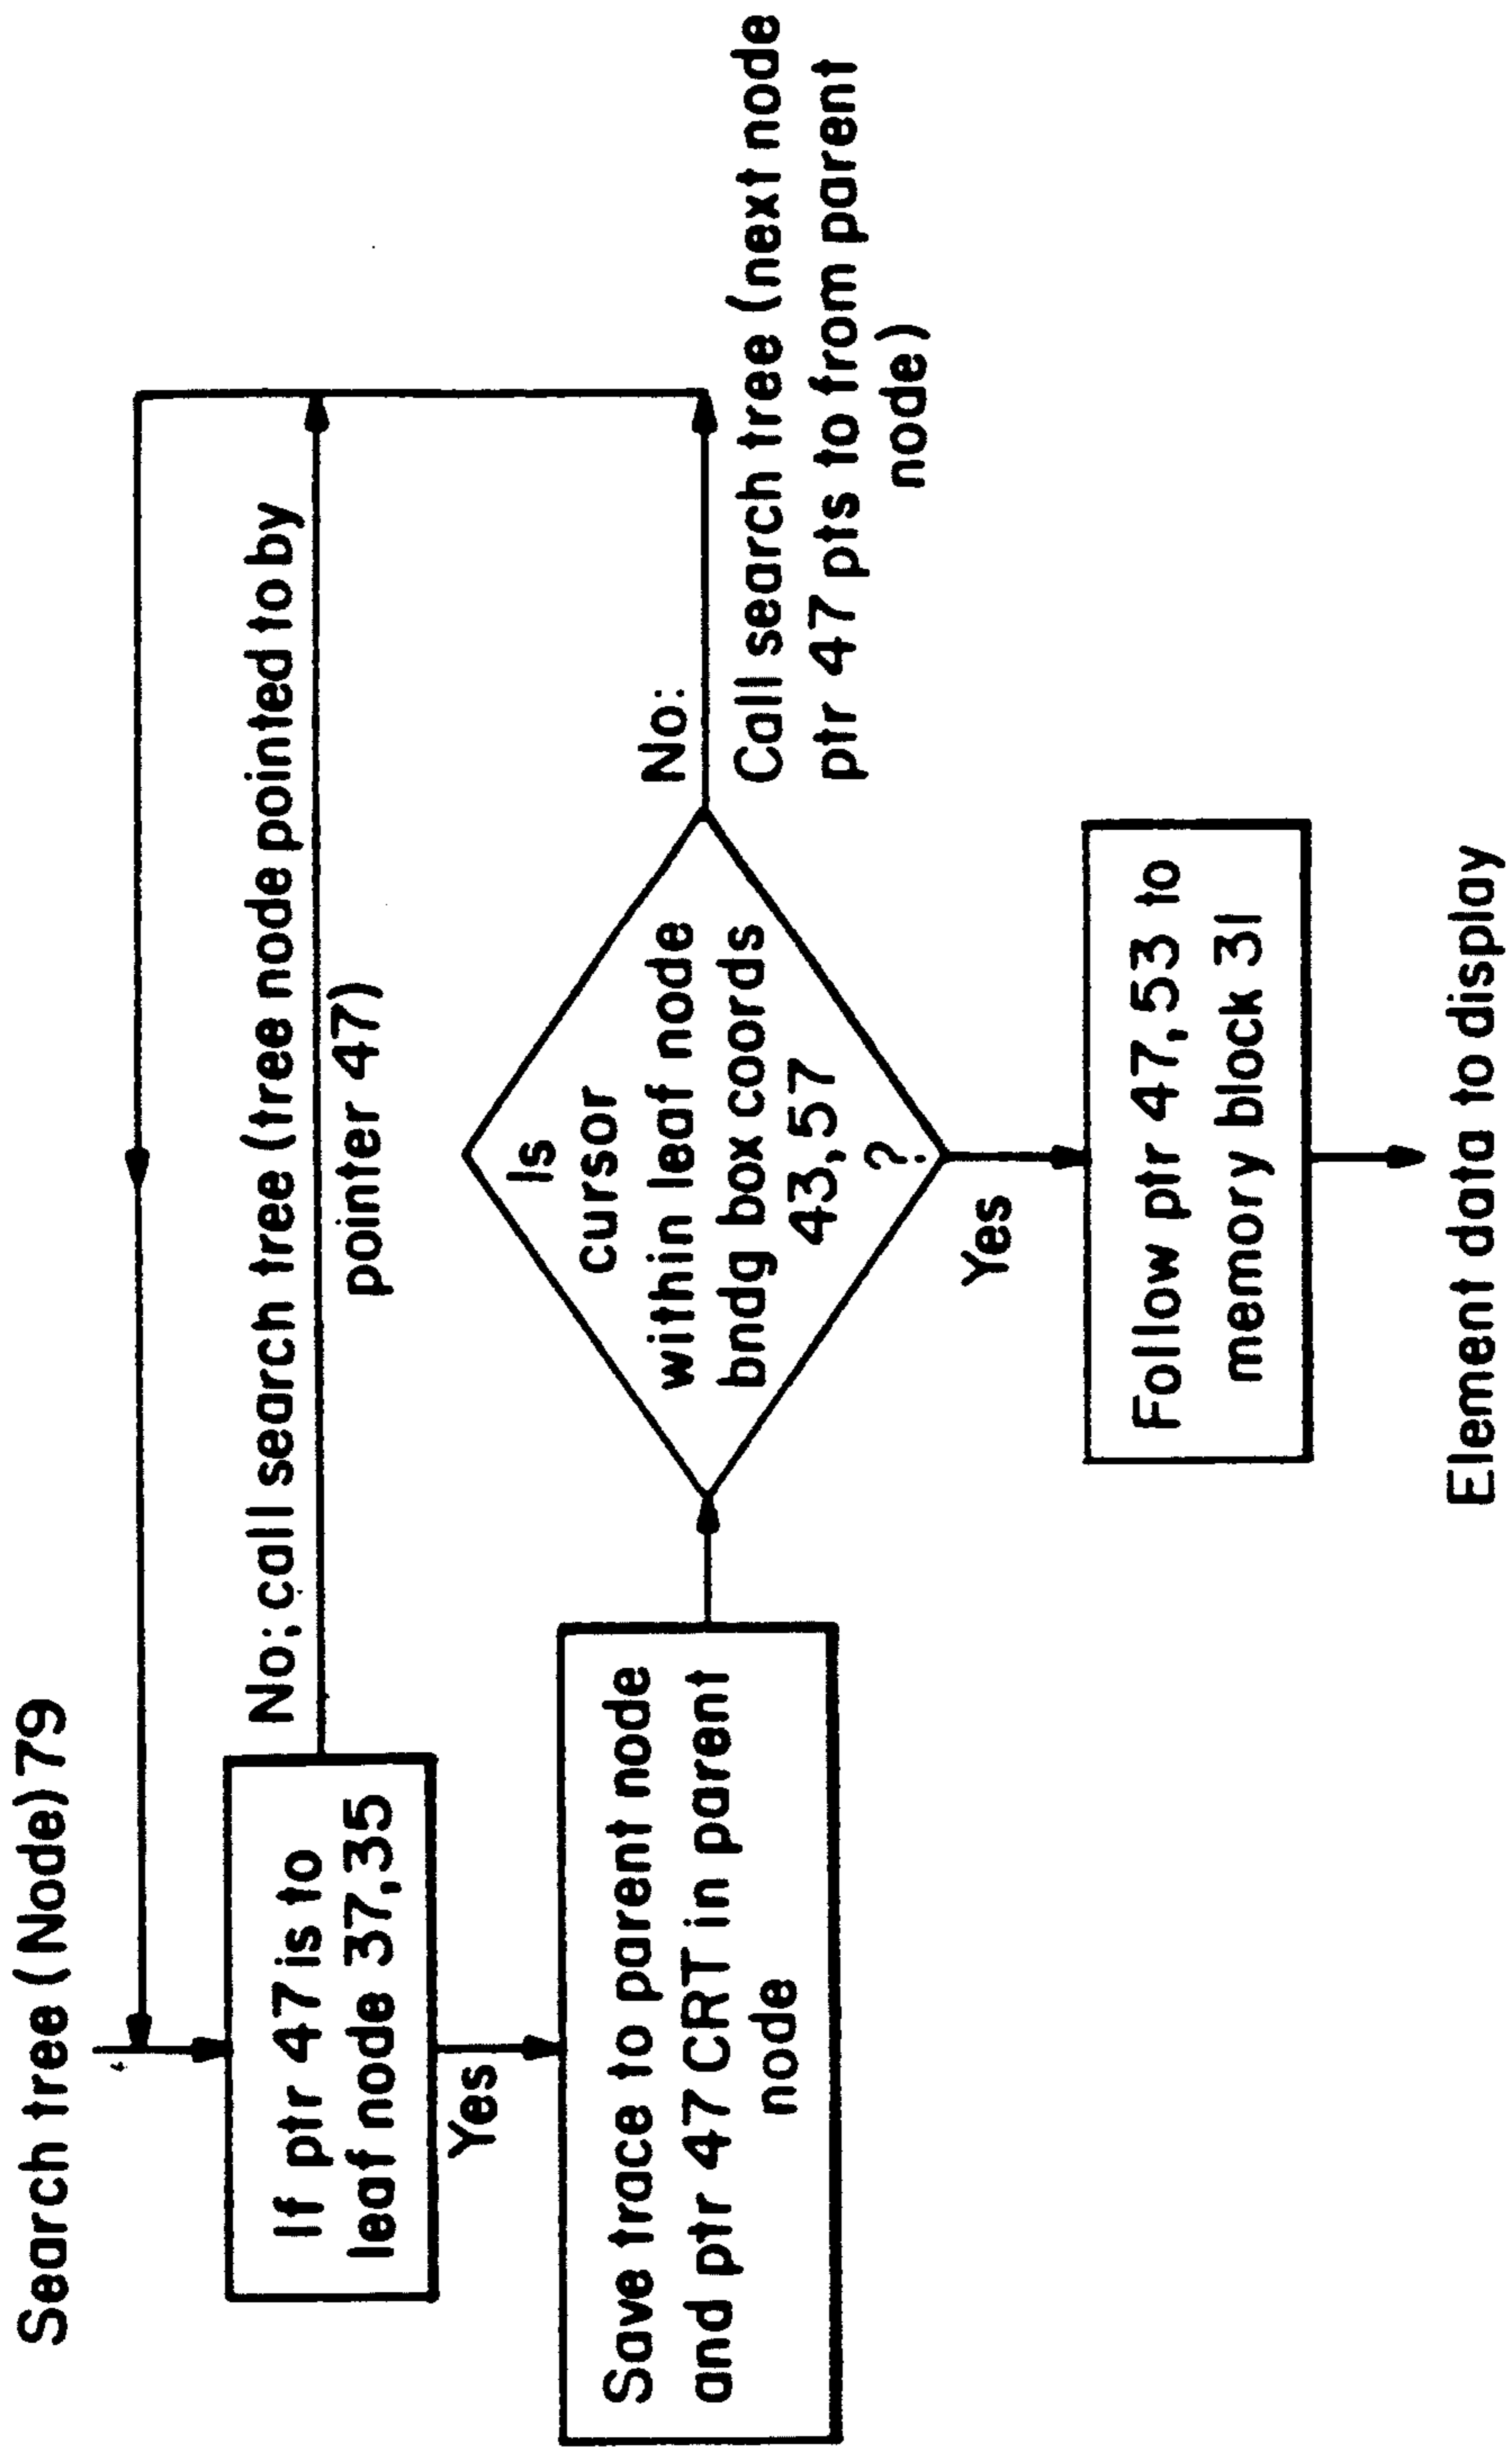 Search tree (Node) 79
No; call search tree (tree node pointed to by
pointer 47)
If ptr 47 is to
leaf node 37,35
Yes
Save trace to parent node
and ptr 47 CRT in parent
node
Is
cursor
within leaf node
bndg box coords
43,57
?
No:
Call search tree (next node
ptr 47 pts to from parent
node)
Yes
Follow ptr 47,53 to
memory block 31
Element data to display